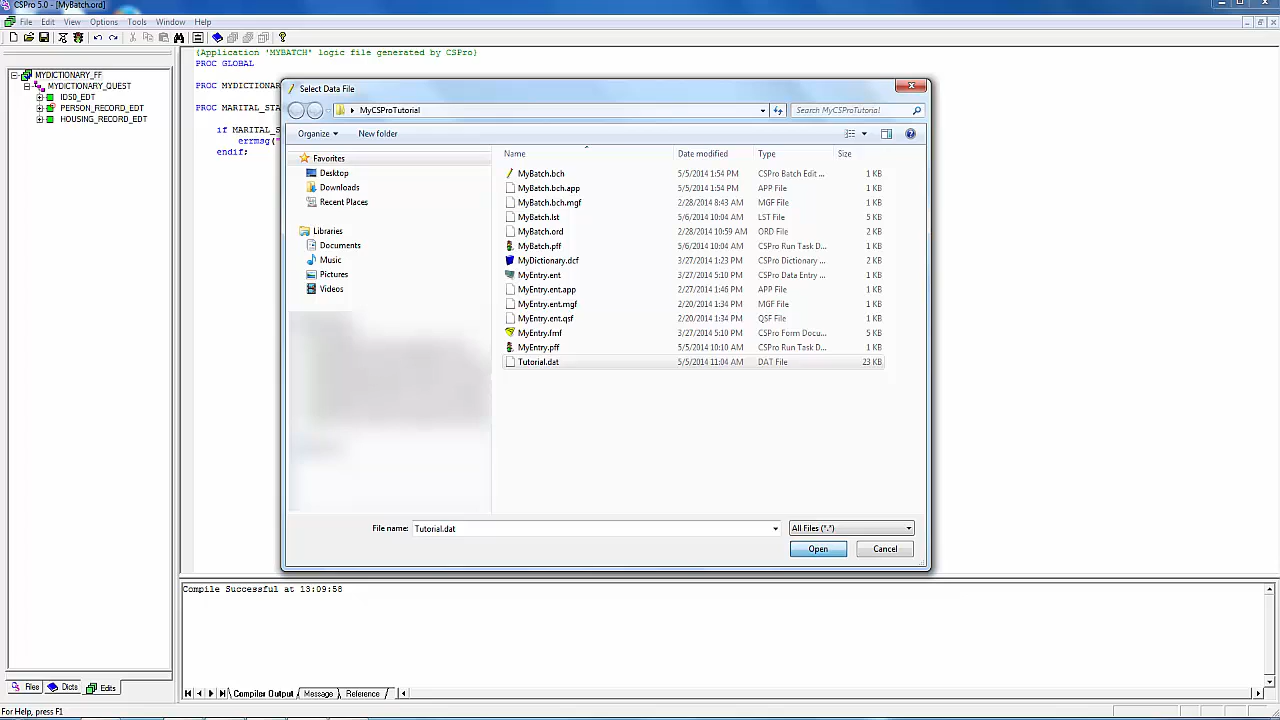 CSPro 5.0 - [MyBatch.ord]
File Edit View Options Tools Window Help
MYDICTIONARY_FF
MYDICTIONARY_QUEST
IDS0_EDT
PERSON_RECORD_EDT
HOUSING_RECORD_EDT
Files Dicts Edits
{Application 'MYBATCH' logic file generated by CSPro}
PROC GLOBAL
PROC MYDICTIONAR
PROC MARITAL_STA
if MARITAL_S
errmsg("
endif;
Select Data File
MyCSProTutorial
Search MyCSProTutorial
Organize New folder
Favorites
Desktop
Downloads
Recent Places
Libraries
Documents
Music
Pictures
Videos
Name Date modified Type Size
MyBatch.bch 5/5/2014 1:54 PM CSPro Batch Edit ... 1 KB
MyBatch.bch.app 5/5/2014 1:54 PM APP File 1 KB
MyBatch.bch.mgf 2/28/2014 8:43 AM MGF File 1 KB
MyBatch.lst 5/6/2014 10:04 AM LST File 5 KB
MyBatch.ord 2/28/2014 10:59 AM ORD File 2 KB
MyBatch.pff 5/6/2014 10:04 AM CSPro Run Task D... 1 KB
MyDictionary.dcf 3/27/2014 1:23 PM CSPro Dictionary ... 2 KB
MyEntry.ent 3/27/2014 5:10 PM CSPro Data Entry ... 1 KB
MyEntry.ent.app 2/27/2014 1:46 PM APP File 1 KB
MyEntry.ent.mgf 2/20/2014 1:34 PM MGF File 1 KB
MyEntry.ent.qsf 2/20/2014 1:34 PM QSF File 1 KB
MyEntry.fmf 3/27/2014 5:10 PM CSPro Form Docu... 5 KB
MyEntry.pff 5/5/2014 10:10 AM CSPro Run Task D... 1 KB
Tutorial.dat 5/5/2014 11:04 AM DAT File 23 KB
File name: Tutorial.dat All Files (*.*)
Open Cancel
Compile Successful at 13:09:58
Compiler Output Message Reference
For Help, press F1